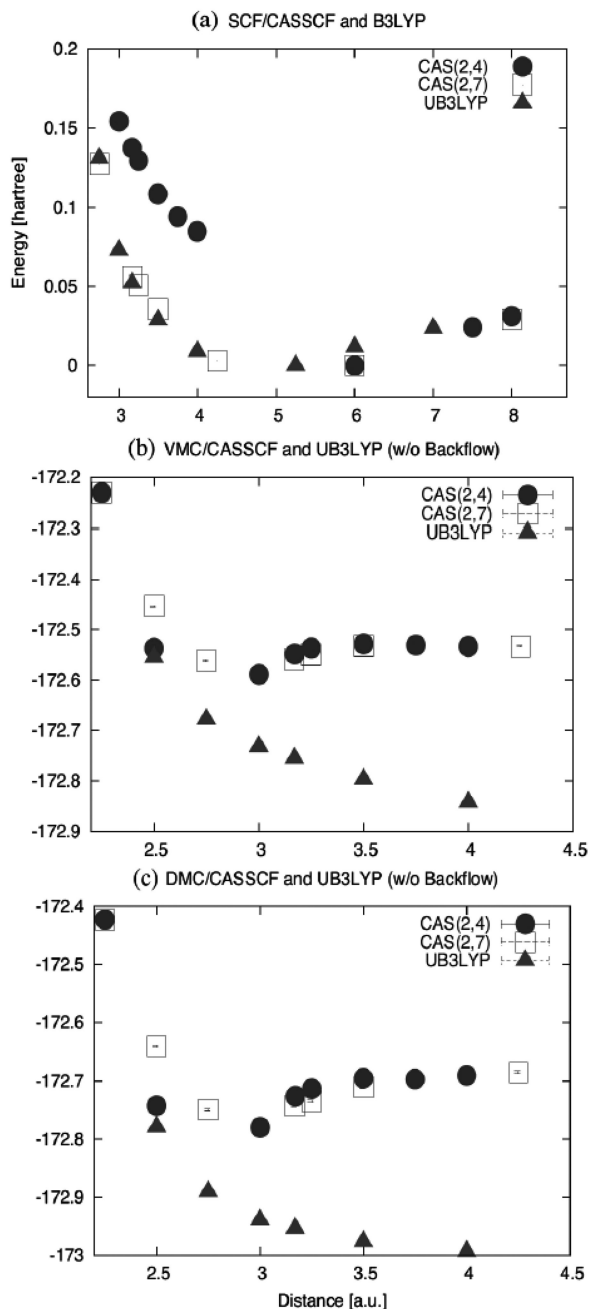 (a) SCF/CASSCF and B3LYP
0.2
0.15
0.1
0.05
0
Energy [hartree]
CAS(2,4)
CAS(2,7)
UB3LYP
3 4 5 6 7 8
(b) VMC/CASSCF and UB3LYP (w/o Backflow)
-172.2
-172.3
-172.4
-172.5
-172.6
-172.7
-172.8
-172.9
CAS(2,4)
CAS(2,7)
UB3LYP
2.5 3 3.5 4 4.5
(c) DMC/CASSCF and UB3LYP (w/o Backflow)
-172.4
-172.5
-172.6
-172.7
-172.8
-172.9
-173
CAS(2,4)
CAS(2,7)
UB3LYP
2.5 3 3.5 4 4.5
Distance [a.u.]